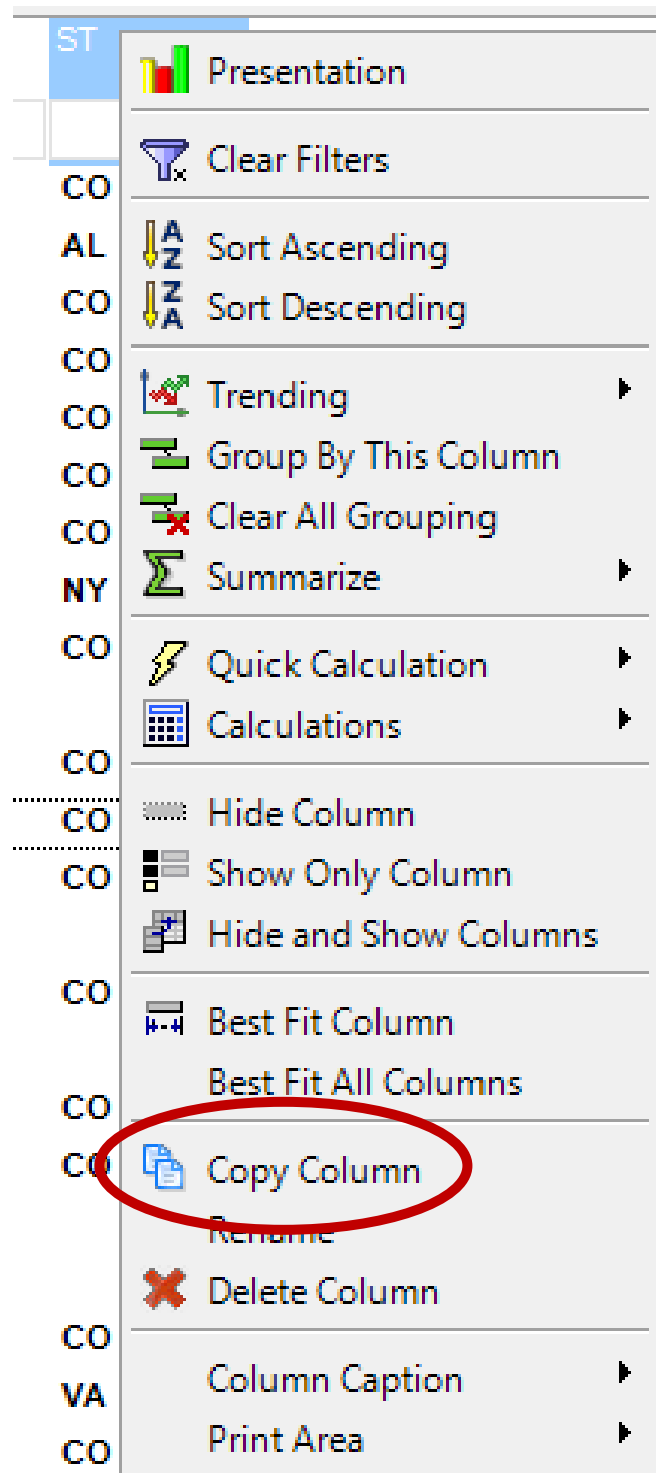 ST
Presentation
Clear Filters
CO
AL
Sort Ascending
CO
Sort Descending
CO
Trending
CO
Group By This Column
CO
Clear All Grouping
CO
Summarize
NY
CO
Quick Calculation
Calculations
CO
Hide Column
CO
Show Only Column
CO
Hide and Show Columns
CO
Best Fit Column
Best Fit All Columns
CO
Copy Column
CO
Rename
Delete Column
CO
Column Caption
VA
Print Area
CO